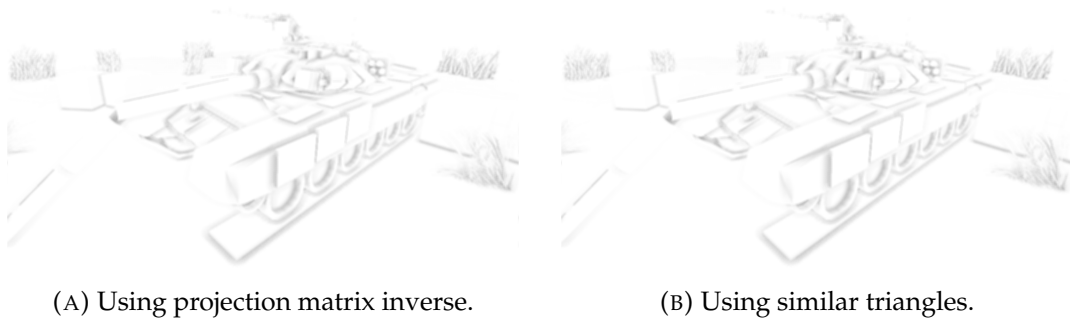 (A) Using projection matrix inverse.
(B) Using similar triangles.